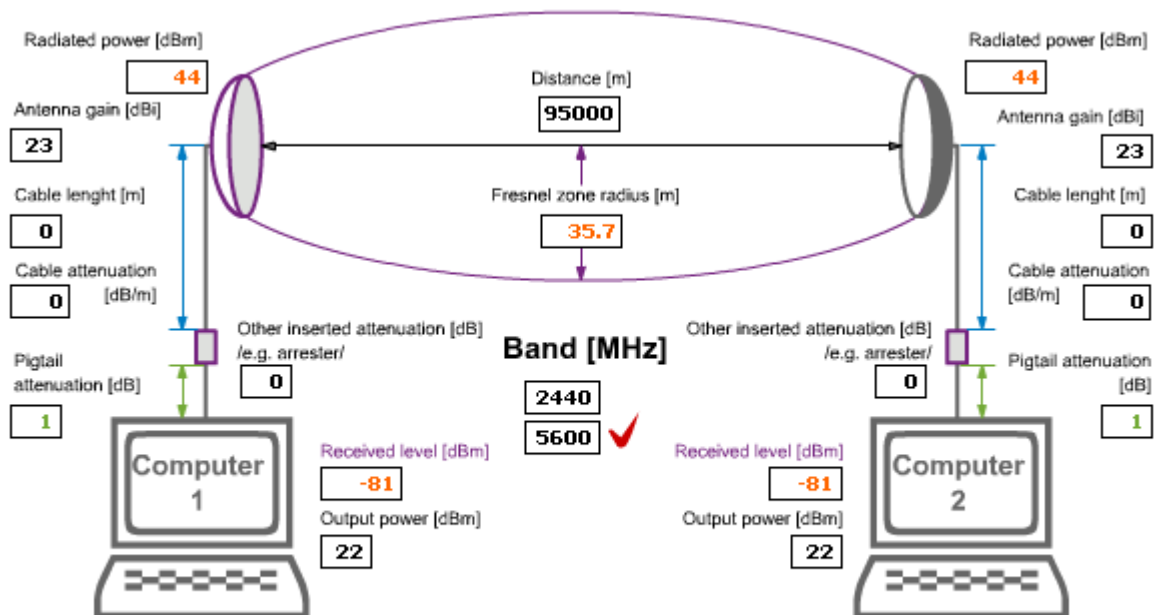 Radiated power [dBm]
44
Antenna gain [dBi]
23
Cable lenght [m]
0
Cable attenuation
[dB/m]
0
Pigtail
attenuation [dB]
1
Other inserted attenuation [dB]
/e.g. arrester/
0
Computer
1
Received level [dBm]
-81
Output power [dBm]
22
Distance [m]
95000
Fresnel zone radius [m]
35.7
Band [MHz]
2440
5600
Radiated power [dBm]
44
Antenna gain [dBi]
23
Cable lenght [m]
0
Cable attenuation
[dB/m]
0
Other inserted attenuation [dB]
/e.g. arrester/
0
Pigtail attenuation
[dB]
1
Received level [dBm]
-81
Output power [dBm]
22
Computer
2